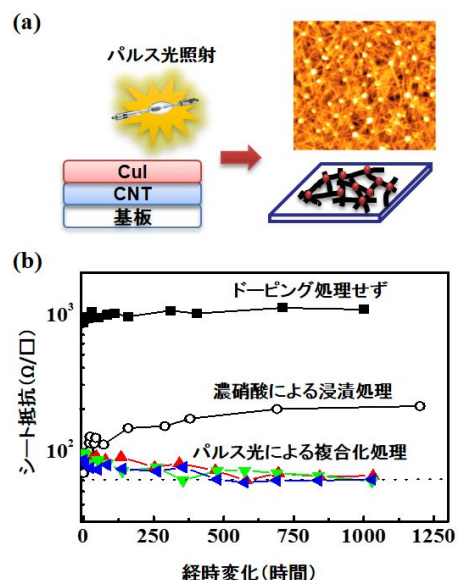 (a)
パルス光照射
CuI
CNT
基板
(b)
シート抵抗(Ω/□)
10³
10²
ドーピング処理せず
濃硝酸による浸漬処理
パルス光による複合化処理
0 250 500 750 1000 1250
経時変化(時間)